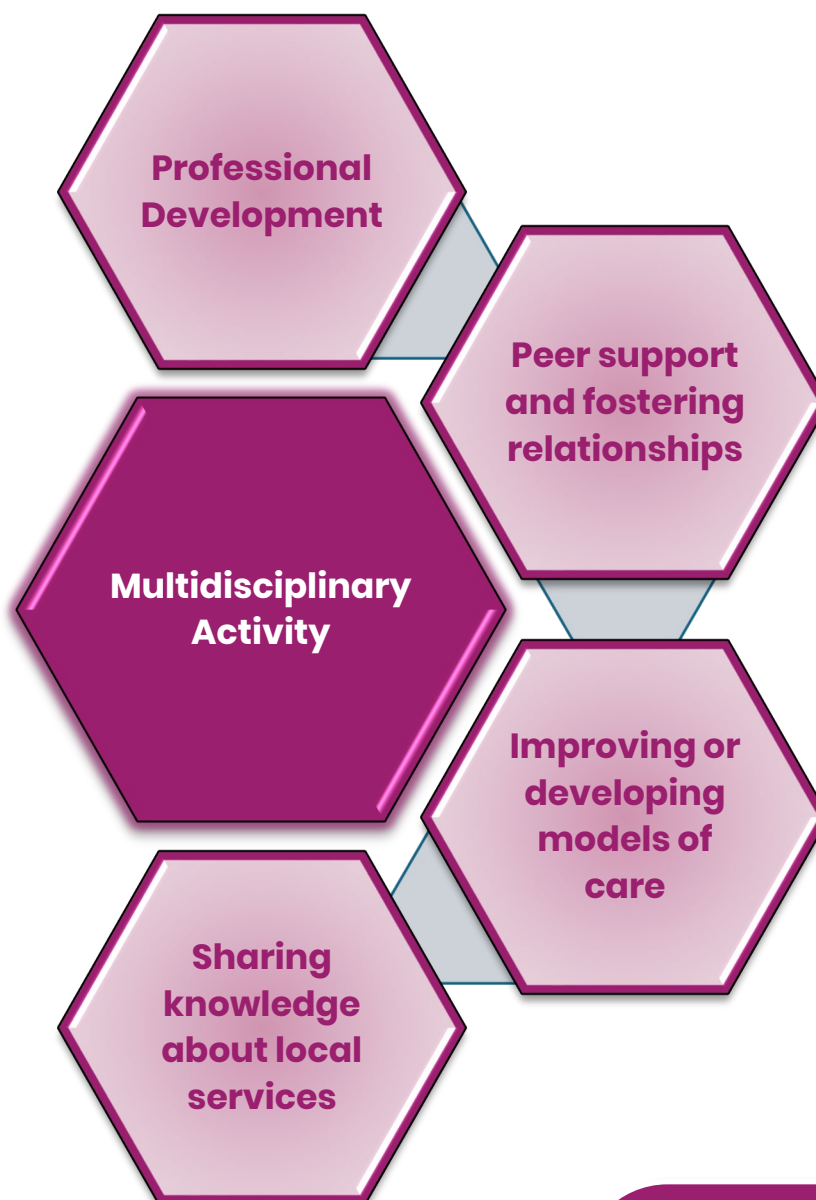 Professional
Development
Peer support
and fostering
relationships
Multidisciplinary
Activity
Improving or
developing
models of
care
Sharing
knowledge
about local
services